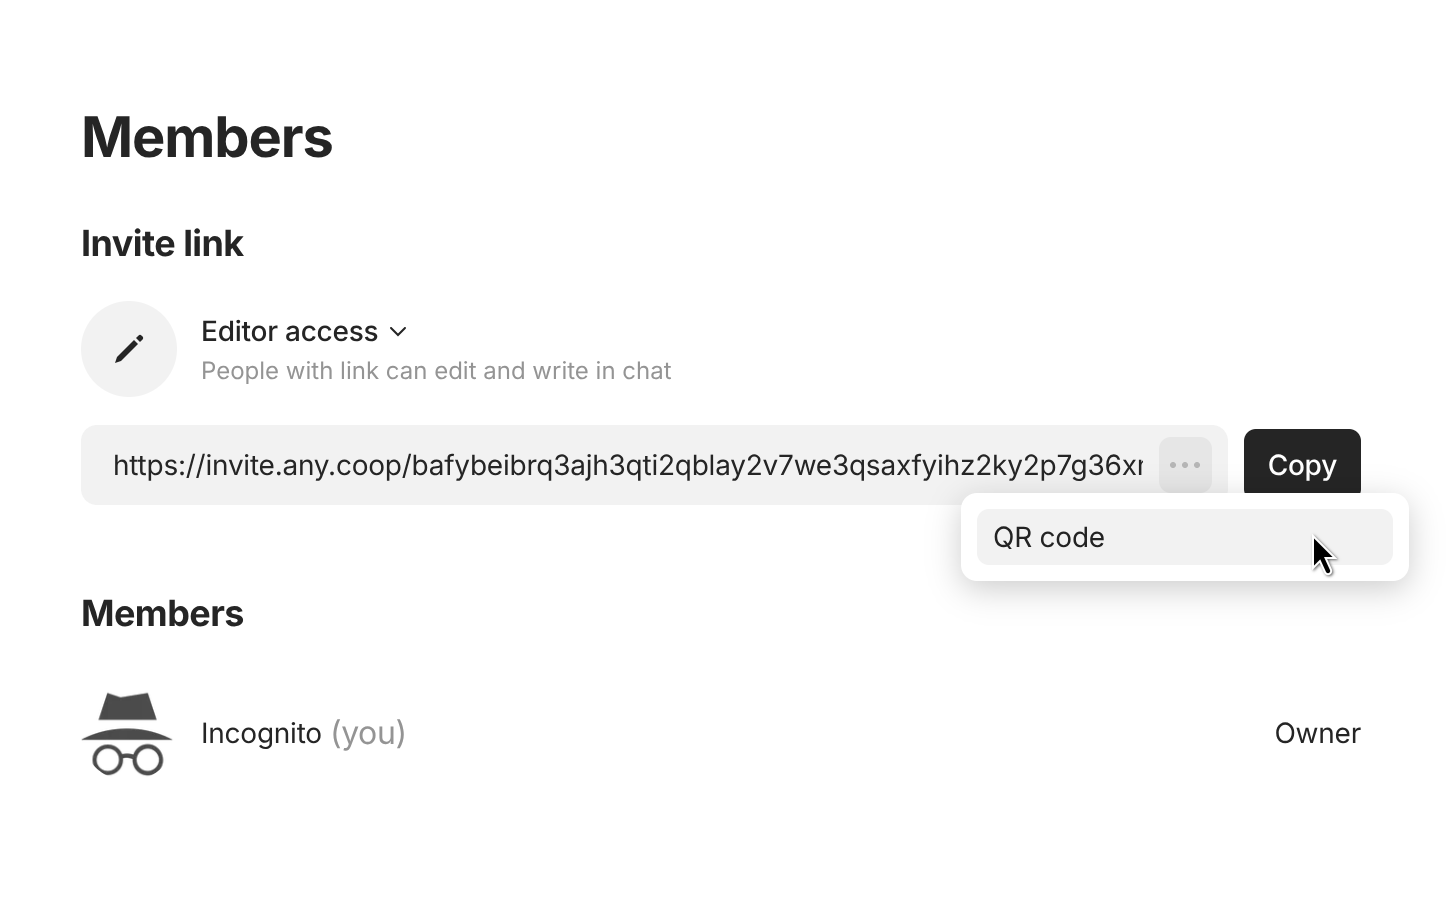 Members
Invite link
Editor access
People with link can edit and write in chat
https://invite.any.coop/bafybeibrq3ajh3qti2qblay2v7we3qsaxfyihz2ky2p7g36x
Copy
QR code
Members
Incognito (you)
Owner